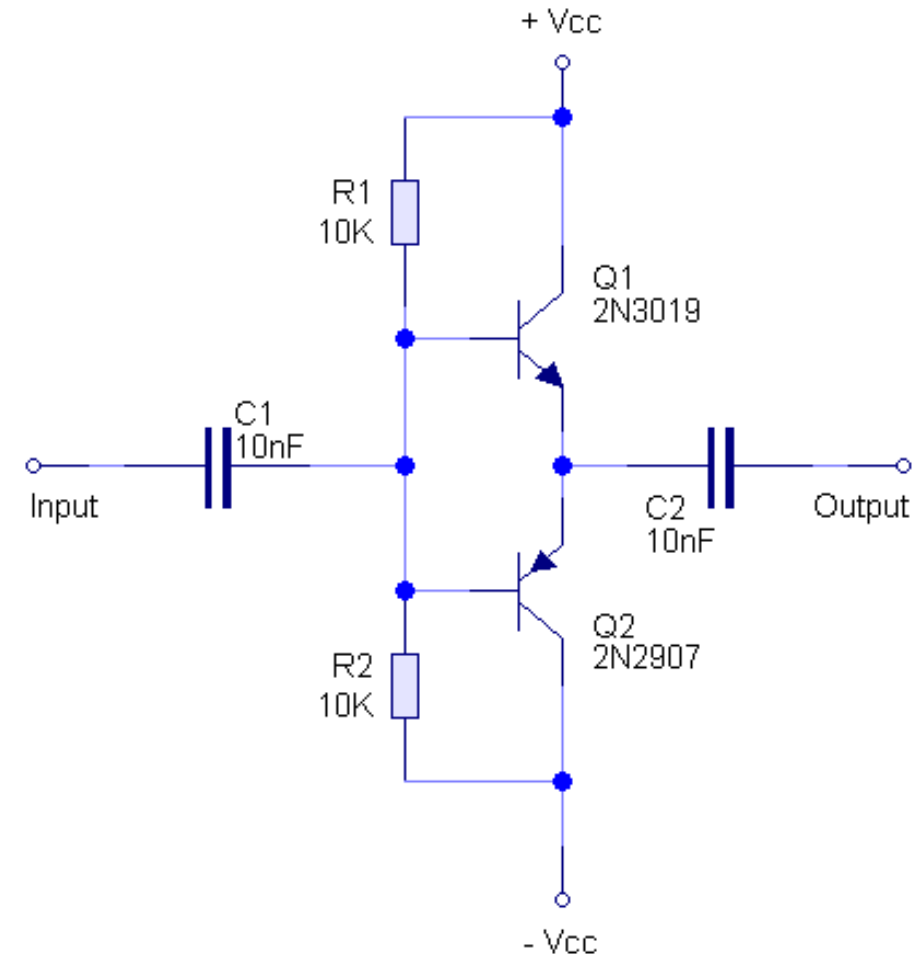 + Vcc
R1
10K
Q1
2N3019
C1
10nF
Input
C2
10nF
Output
R2
10K
Q2
2N2907
- Vcc